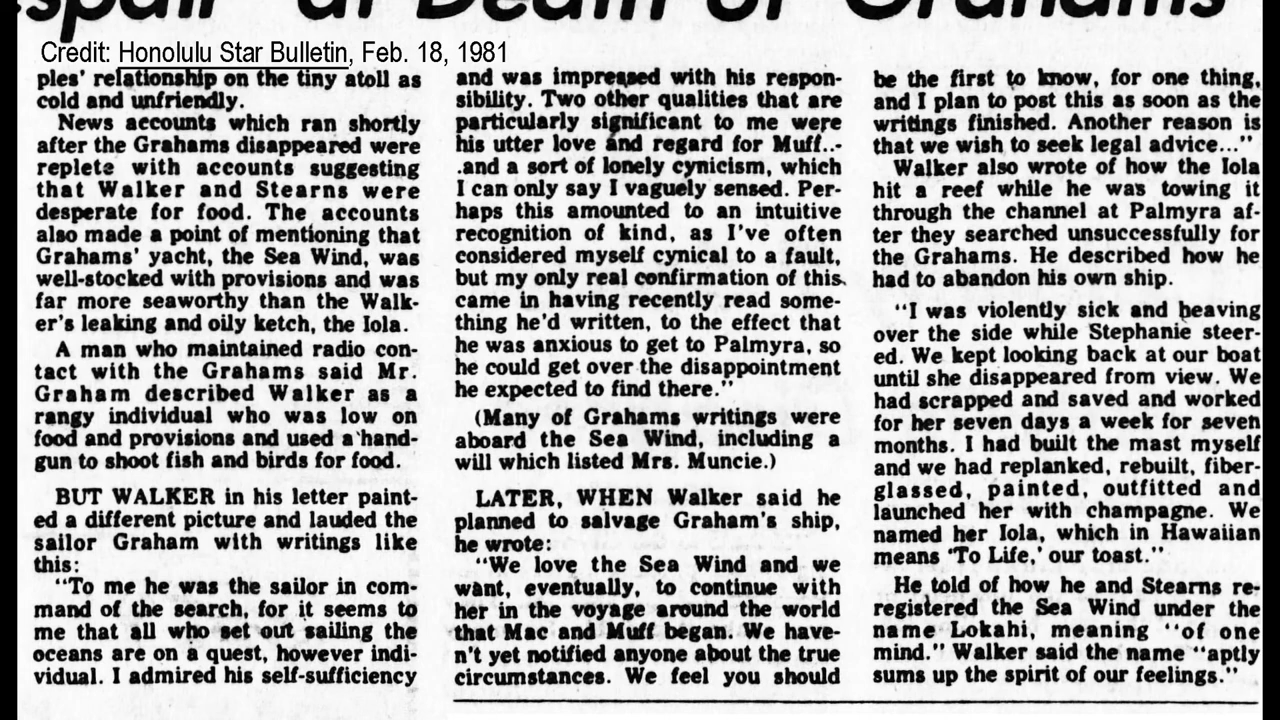 spair" at Death of Grahams
Credit: Honolulu Star Bulletin, Feb. 18, 1981
ples' relationship on the tiny atoll as
cold and unfriendly.
News accounts which ran shortly
after the Grahams disappeared were
replete with accounts suggesting
that Walker and Stearns were
desperate for food. The accounts
also made a point of mentioning that
Grahams' yacht, the Sea Wind, was
well-stocked with provisions and was
far more seaworthy than the Walk-
er's leaking and oily ketch, the Iola.
A man who maintained radio con-
tact with the Grahams said Mr.
Graham described Walker as a
rangy individual who was low on
food and provisions and used a hand-
gun to shoot fish and birds for food.
BUT WALKER in his letter paint-
ed a different picture and lauded the
sailor Graham with writings like
this:
"To me he was the sailor in com-
mand of the search, for it seems to
me that all who set out sailing the
oceans are on a quest, however indi-
vidual. I admired his self-sufficiency
and was impressed with his respon-
sibility. Two other qualities that are
particularly significant to me were
his utter love and regard for Muff..-
.and a sort of lonely cynicism, which
I can only say I vaguely sensed. Per-
haps this amounted to an intuitive
recognition of kind, as I've often
considered myself cynical to a fault,
but my only real confirmation of this
came in having recently read some-
thing he'd written, to the effect that
he was anxious to get to Palmyra, so
he could get over the disappointment
he expected to find there."
(Many of Grahams writings were
aboard the Sea Wind, including a
will which listed Mrs. Muncie.)
LATER, WHEN Walker said he
planned to salvage Graham's ship,
he wrote:
"We love the Sea Wind and we
want, eventually, to continue with
her in the voyage around the world
that Mac and Muff began. We have-
n't yet notified anyone about the true
circumstances. We feel you should
be the first to know, for one thing,
and I plan to post this as soon as the
writings finished. Another reason is
that we wish to seek legal advice..."
Walker also wrote of how the Iola
hit a reef while he was towing it
through the channel at Palmyra af-
ter they searched unsuccessfully for
the Grahams. He described how he
had to abandon his own ship.
"I was violently sick and heaving
over the side while Stephanie steer-
ed. We kept looking back at our boat
until she disappeared from view. We
had scrapped and saved and worked
for her seven days a week for seven
months. I had built the mast myself
and we had replanked, rebuilt, fiber-
glassed, painted, outfitted and
launched her with champagne. We
named her Iola, which in Hawaiian
means 'To Life,' our toast."
He told of how he and Stearns re-
registered the Sea Wind under the
name Lokahi, meaning "of one
mind." Walker said the name "aptly
sums up the spirit of our feelings."